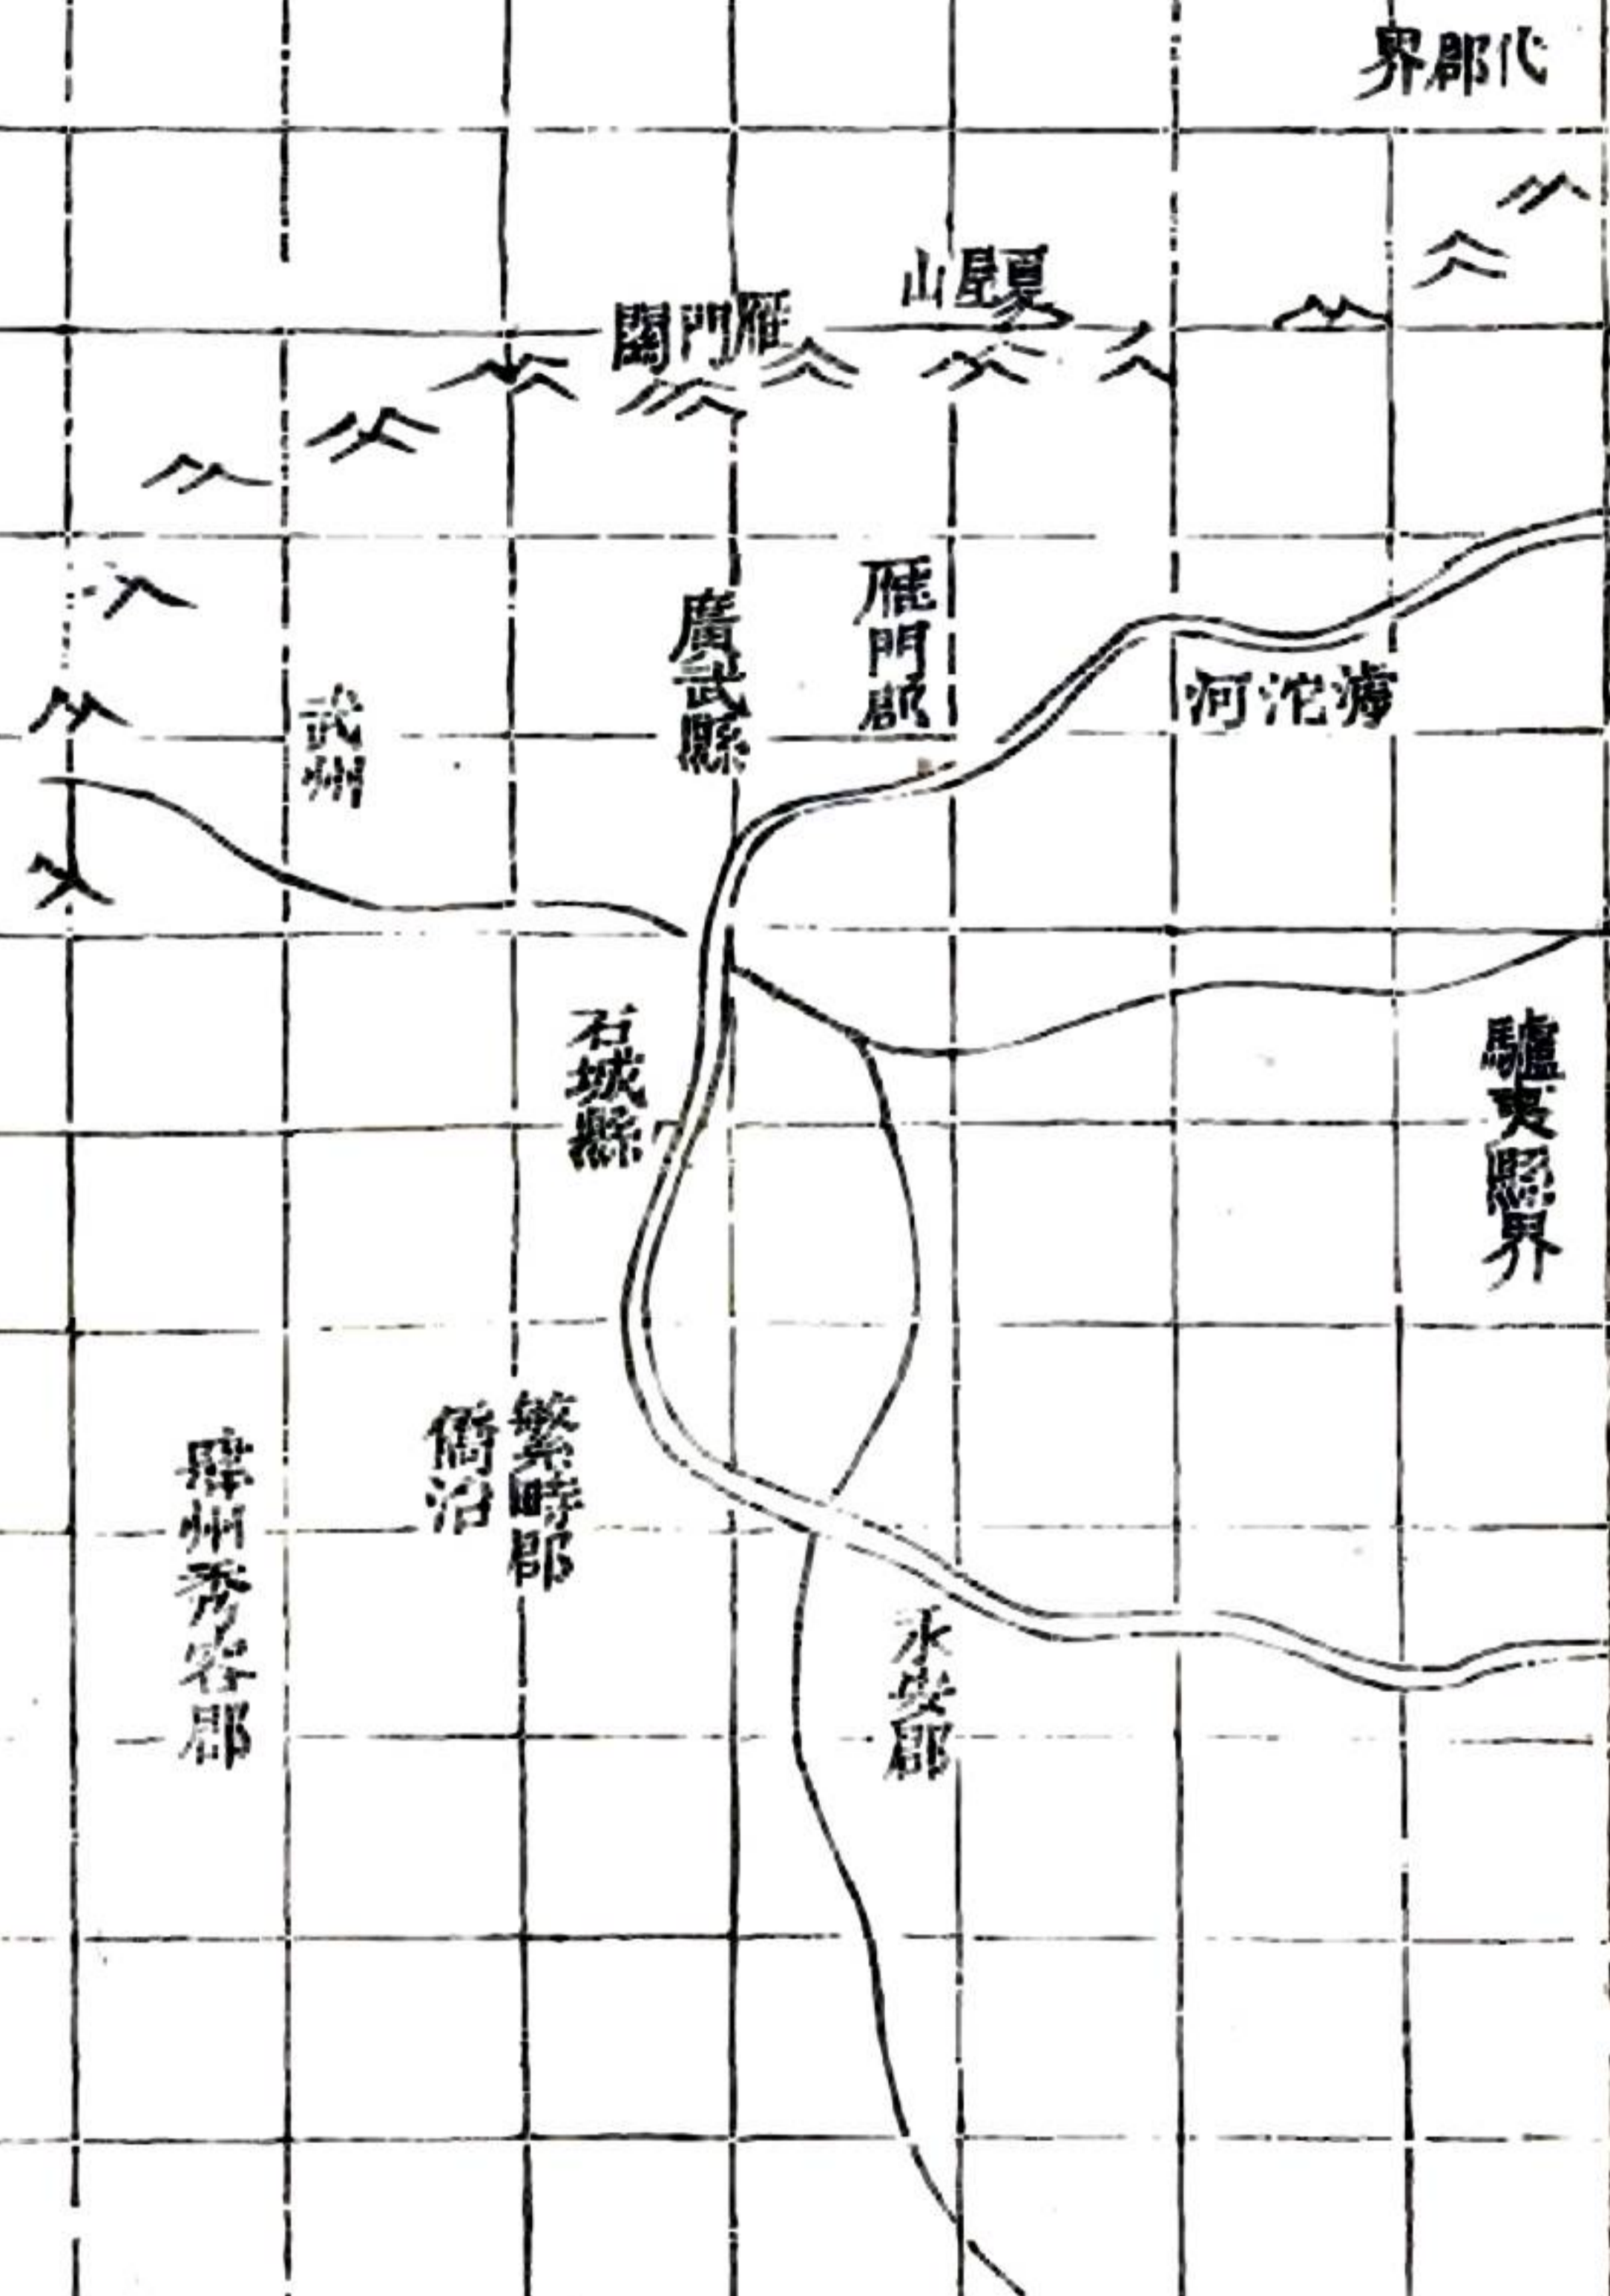 代郡界
夏屋山
雁門關
雁門郡
廣武縣
武州
滹沱河
驢夷縣界
石城縣
繁畤郡
僑治
肆州秀容郡
永安郡